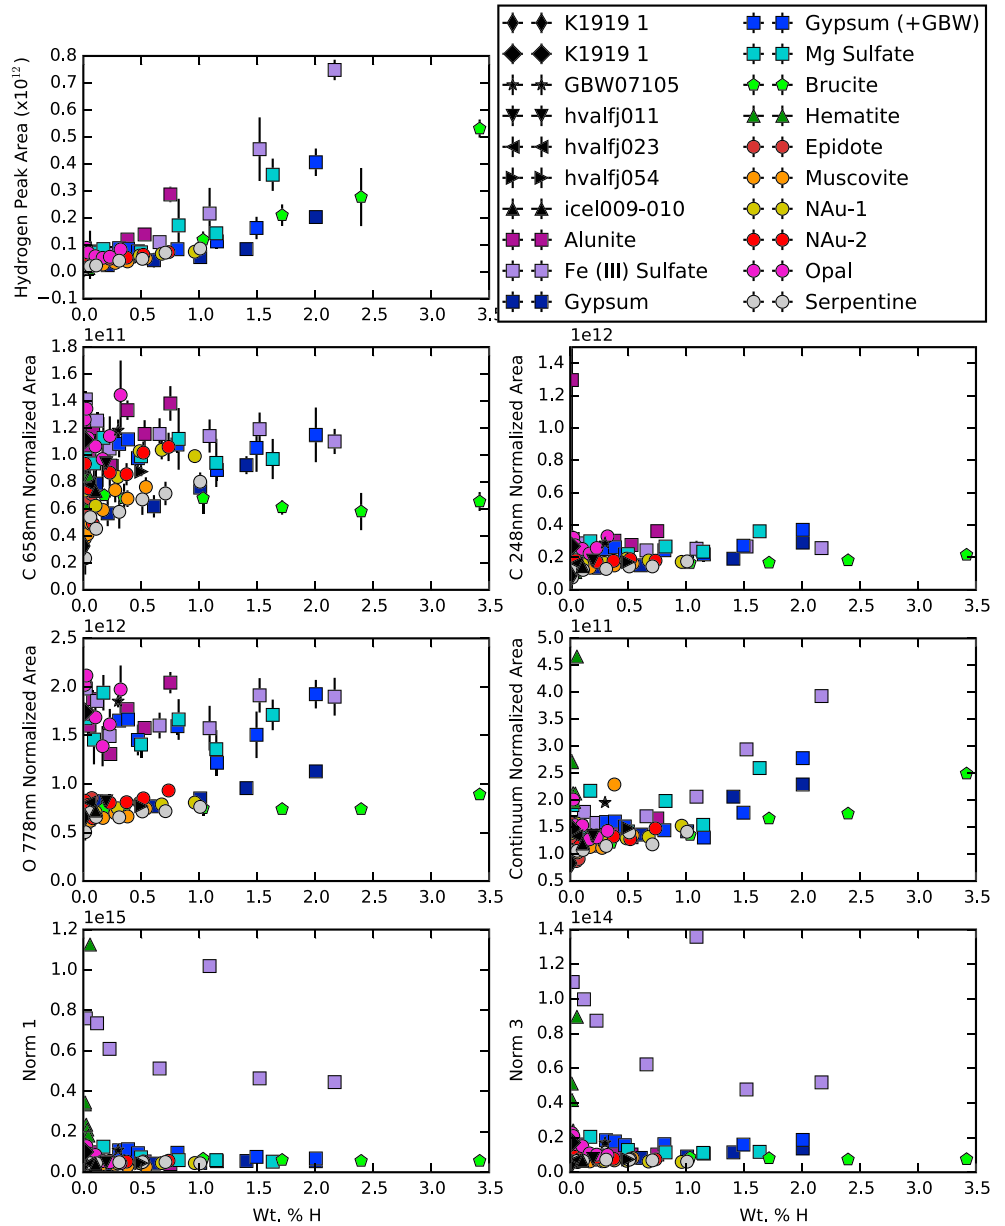 K1919 1
K1919 1
GBW07105
hvalfj011
hvalfj023
hvalfj054
icel009-010
Alunite
Fe (III) Sulfate
Gypsum
Gypsum (+GBW)
Mg Sulfate
Brucite
Hematite
Epidote
Muscovite
NAu-1
NAu-2
Opal
Serpentine
Hydrogen Peak Area (x10¹²)
0.8
0.7
0.6
0.5
0.4
0.3
0.2
0.1
0.0
−0.1
0.0 0.5 1.0 1.5 2.0 2.5 3.0 3.5
1e11
C 658nm Normalized Area
1.8
1.6
1.4
1.2
1.0
0.8
0.6
0.4
0.2
0.0
0.0 0.5 1.0 1.5 2.0 2.5 3.0 3.5
1e12
C 248nm Normalized Area
1.4
1.2
1.0
0.8
0.6
0.4
0.2
0.0
0.0 0.5 1.0 1.5 2.0 2.5 3.0 3.5
1e12
O 778nm Normalized Area
2.5
2.0
1.5
1.0
0.5
0.0
0.0 0.5 1.0 1.5 2.0 2.5 3.0 3.5
1e11
Continuum Normalized Area
5.0
4.5
4.0
3.5
3.0
2.5
2.0
1.5
1.0
0.5
0.0 0.5 1.0 1.5 2.0 2.5 3.0 3.5
1e15
Norm 1
1.2
1.0
0.8
0.6
0.4
0.2
0.0
0.0 0.5 1.0 1.5 2.0 2.5 3.0 3.5
Wt, % H
1e14
Norm 3
1.4
1.2
1.0
0.8
0.6
0.4
0.2
0.0
0.0 0.5 1.0 1.5 2.0 2.5 3.0 3.5
Wt, % H